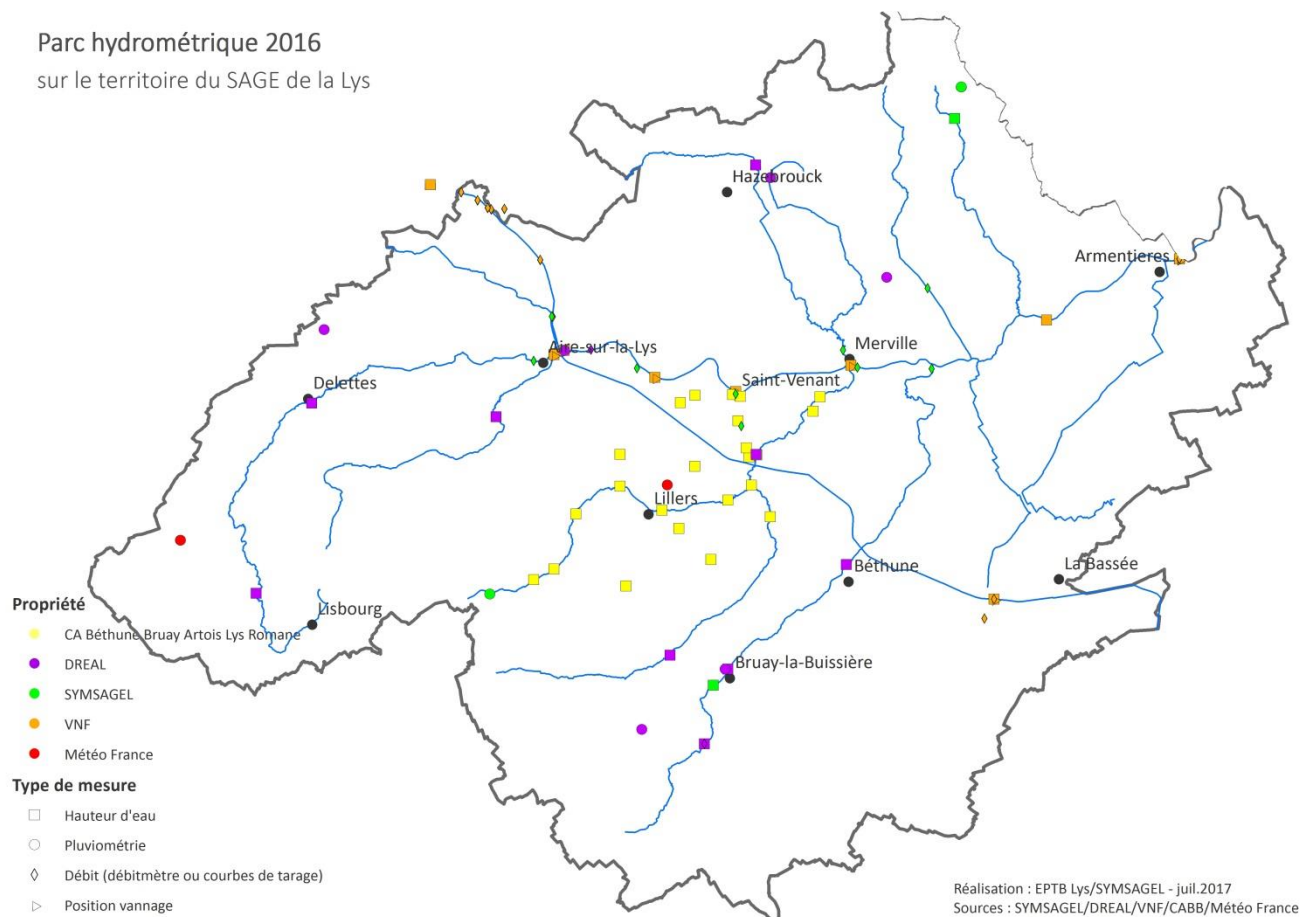 Parc hydrométrique 2016
sur le territoire du SAGE de la Lys
Hazebrouck
Armentieres
Aire-sur-la-Lys
Merville
Delettes
Saint-Venant
Lillers
Béthune
La Bassée
Lisbourg
Bruay-la-Buissière
Propriété
CA Béthune Bruay Artois Lys Romane
DREAL
SYMSAGEL
VNF
Météo France
Type de mesure
Hauteur d'eau
Pluviométrie
Débit (débitmètre ou courbes de tarage)
Position vannage
Réalisation : EPTB Lys/SYMSAGEL - juil.2017
Sources : SYMSAGEL/DREAL/VNF/CABB/Météo France